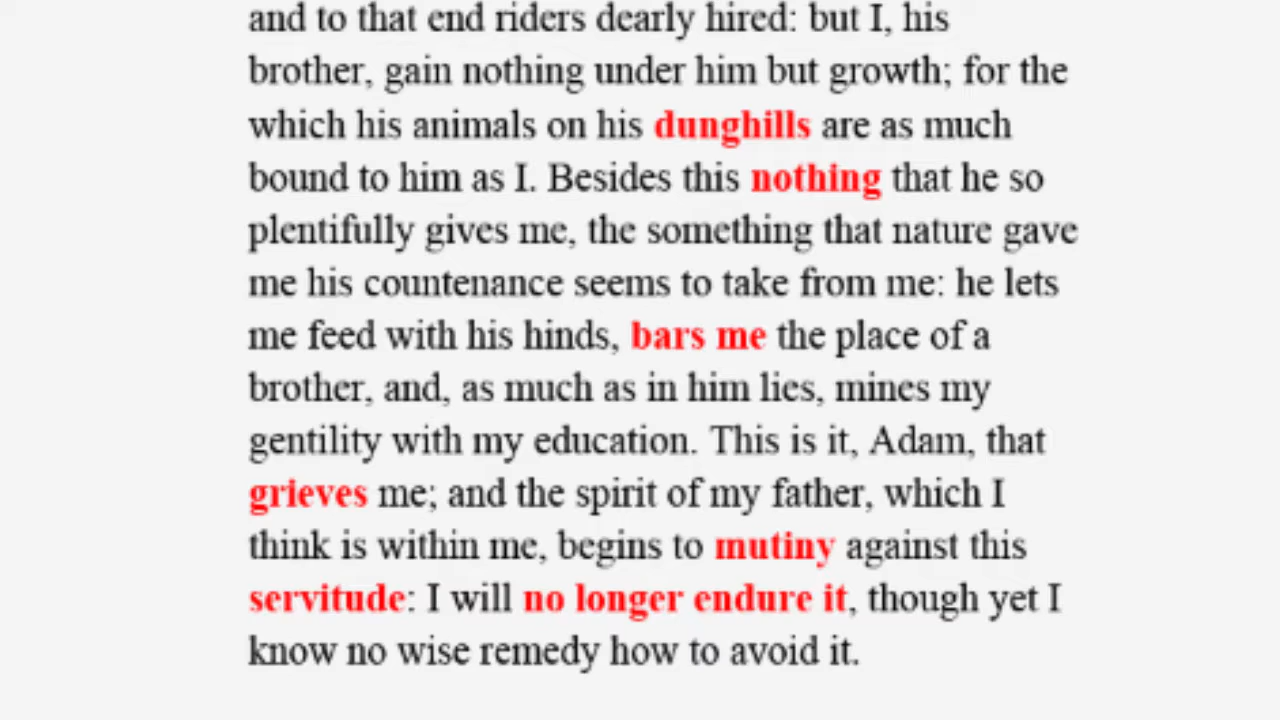 and to that end riders dearly hired: but I, his
brother, gain nothing under him but growth; for the
which his animals on his dunghills are as much
bound to him as I. Besides this nothing that he so
plentifully gives me, the something that nature gave
me his countenance seems to take from me: he lets
me feed with his hinds, bars me the place of a
brother, and, as much as in him lies, mines my
gentility with my education. This is it, Adam, that
grieves me; and the spirit of my father, which I
think is within me, begins to mutiny against this
servitude: I will no longer endure it, though yet I
know no wise remedy how to avoid it.